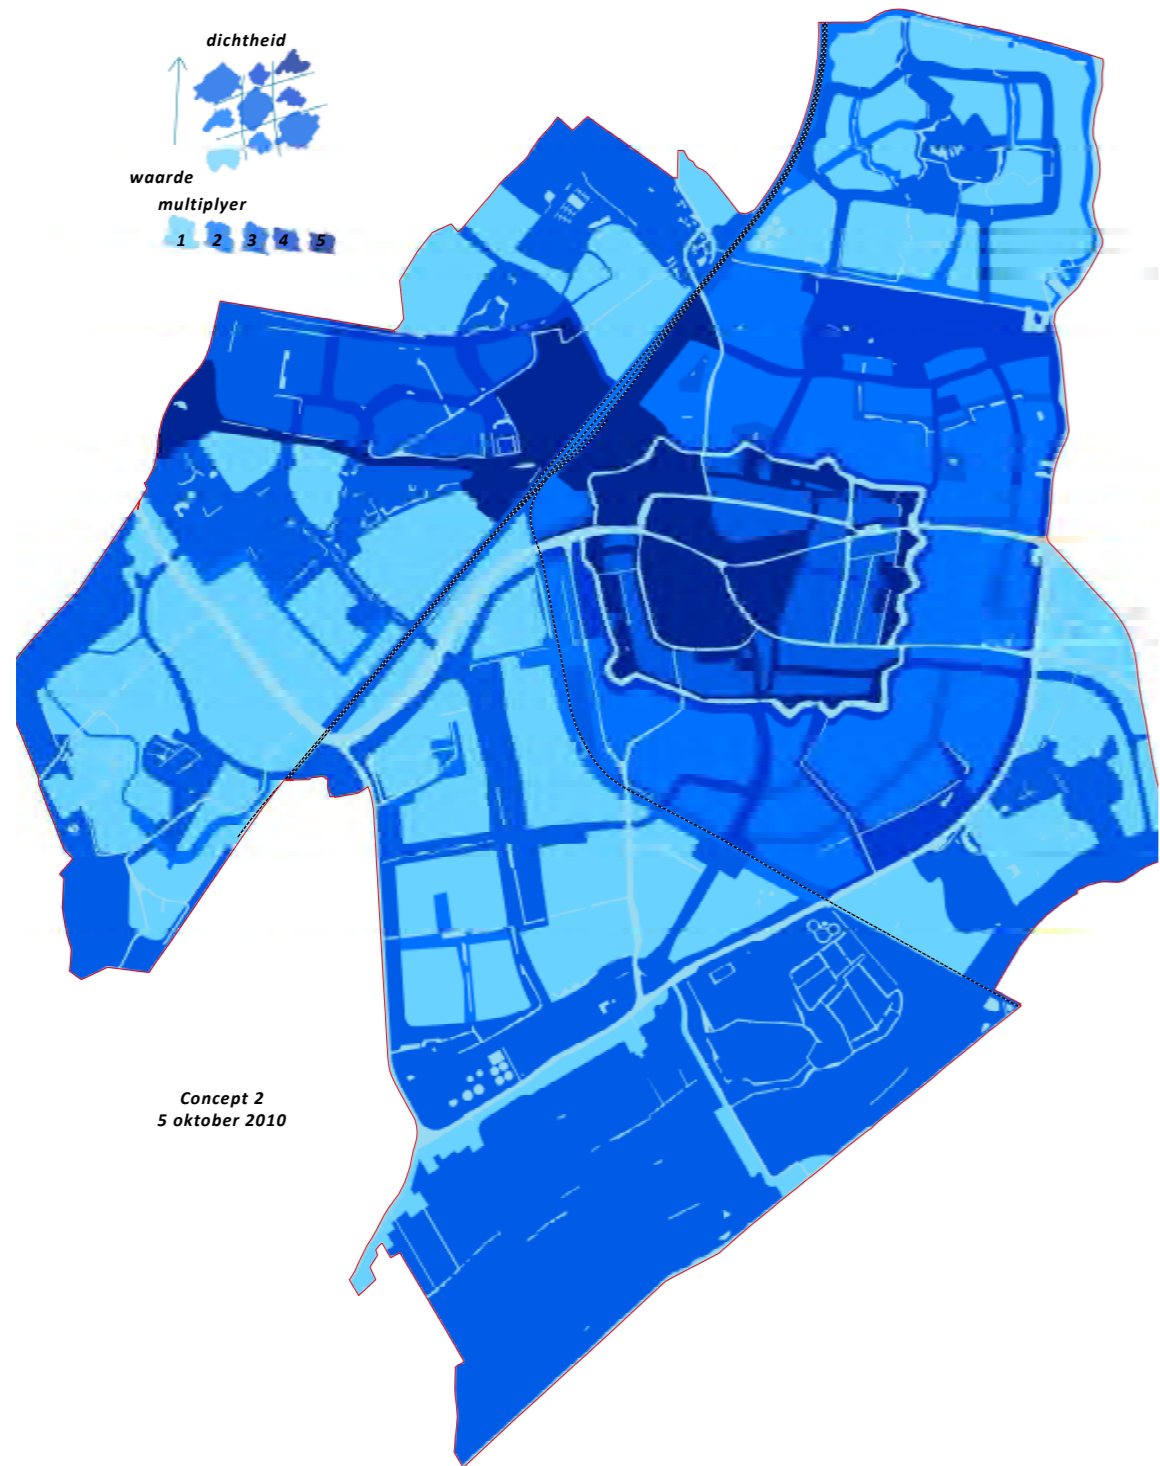 dichtheid
waarde
multiplyer
1 2 3 4 5
Concept 2
5 oktober 2010